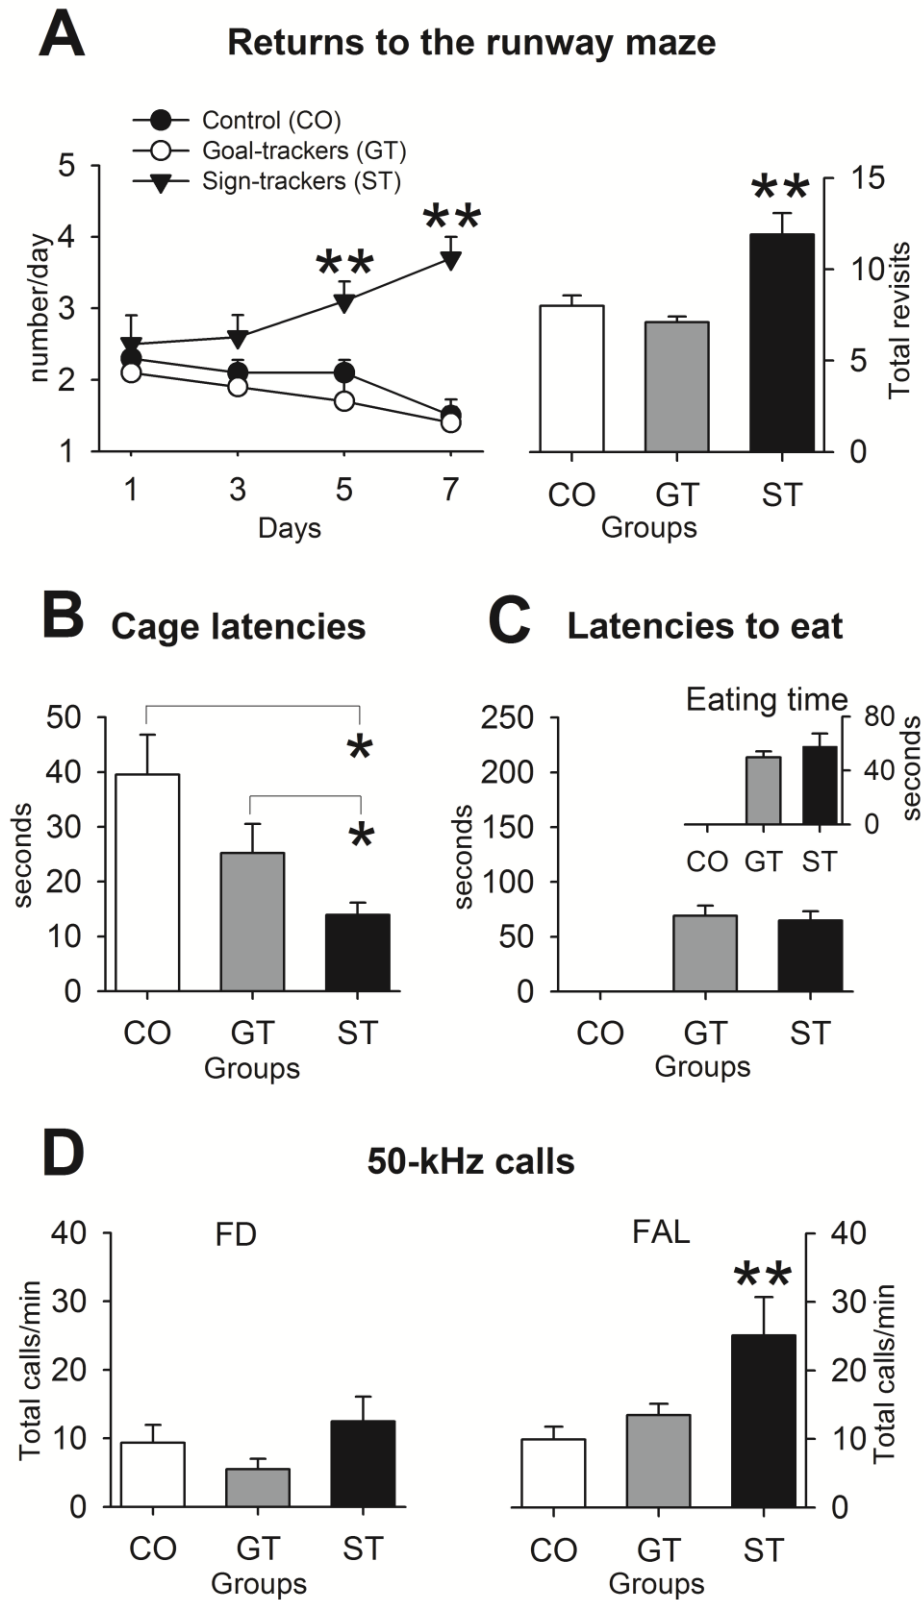 A
Returns to the runway maze
Control (CO)
Goal-trackers (GT)
Sign-trackers (ST)
5
4
3
2
1
number/day
**
**
1 3 5 7
Days
**
15
10
5
0
Total revisits
CO GT ST
Groups
B
Cage latencies
50
40
30
20
10
0
seconds
*
*
CO GT ST
Groups
C
Latencies to eat
250
200
150
100
50
0
seconds
Eating time
80
40
0
seconds
CO GT ST
CO GT ST
Groups
D
50-kHz calls
FD
40
30
20
10
0
Total calls/min
CO GT ST
Groups
FAL
**
40
30
20
10
0
Total calls/min
CO GT ST
Groups